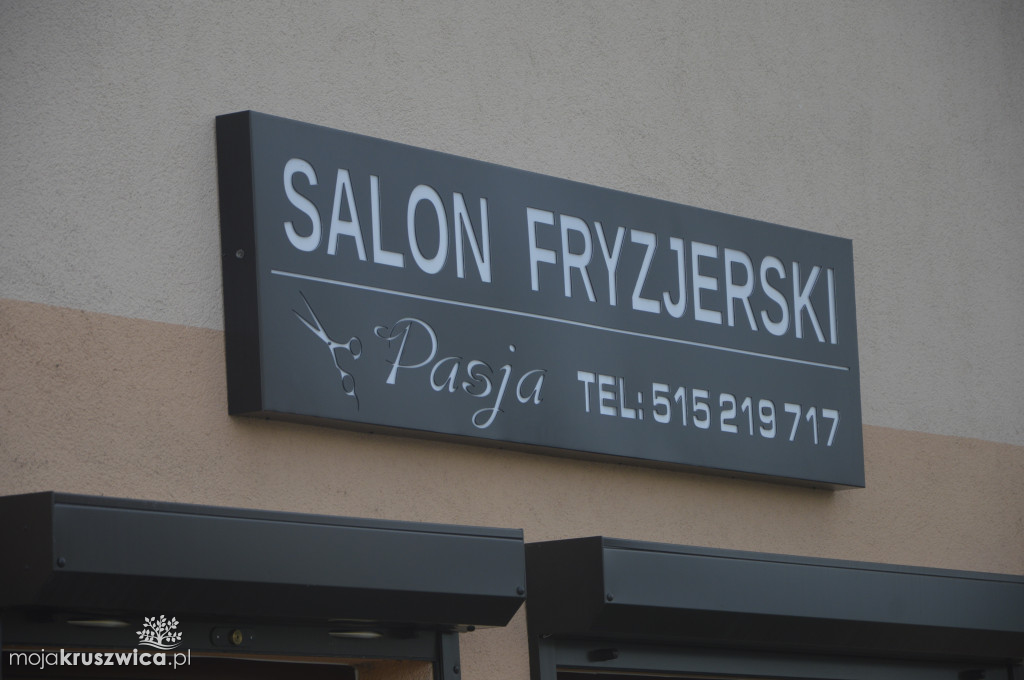 SALON FRYZJERSKI
Pasja
TEL: 515 219 717
mojakruszwica.pl